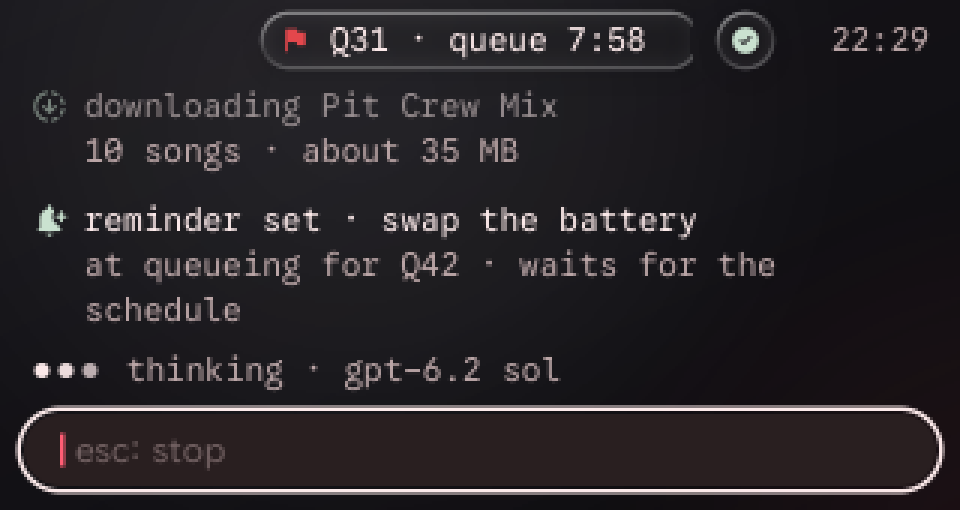 Q31 · queue 7:58
22:29
downloading Pit Crew Mix
10 songs · about 35 MB
reminder set · swap the battery
at queueing for Q42 · waits for the
schedule
thinking · gpt-6.2 sol
esc: stop